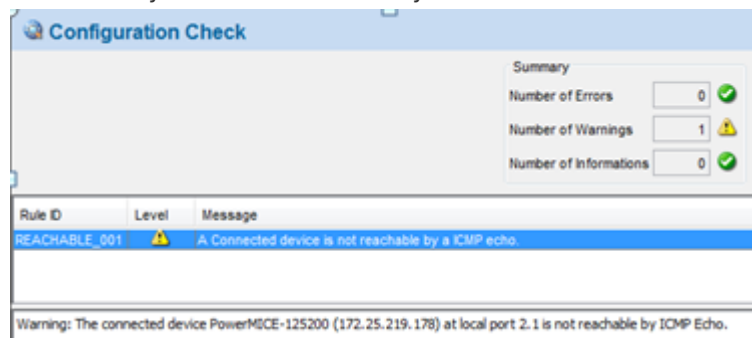 Configuration Check
Summary
Number of Errors 0
Number of Warnings 1
Number of Informations 0
Rule ID Level Message
REACHABLE_001 A Connected device is not reachable by a ICMP echo.
Warning: The connected device PowerMICE-125200 (172.25.219.178) at local port 2.1 is not reachable by ICMP Echo.